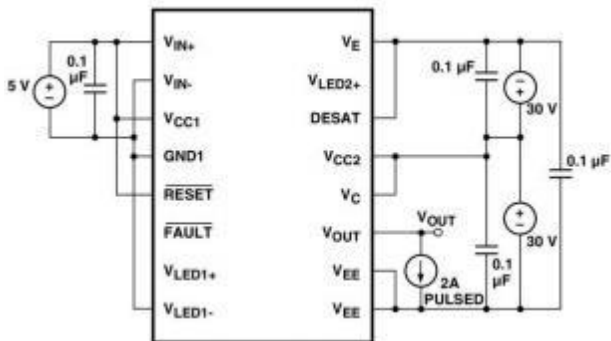 5 V
0.1
µF
VIN+
VIN-
VCC1
GND1
RESET
FAULT
VLED1+
VLED1-
VE
VLED2+
DESAT
VCC2
VC
VOUT
VEE
VEE
VOUT
2A
PULSED
0.1 µF
30 V
0.1 µF
30 V
0.1
µF